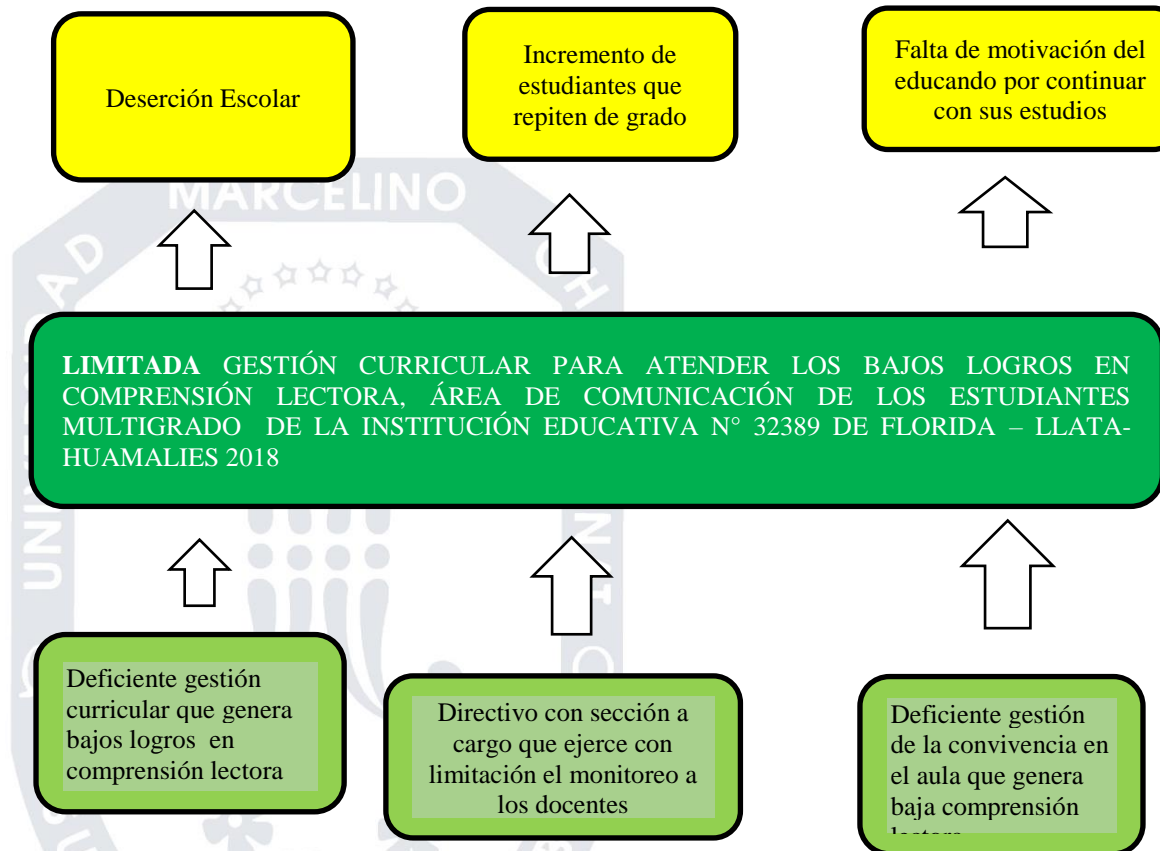 Deserción Escolar
Incremento de
estudiantes que
repiten de grado
Falta de motivación del
educando por continuar
con sus estudios
MARCELINO
UNIVERSIDAD
CH
LIMITADA GESTIÓN CURRICULAR PARA ATENDER LOS BAJOS LOGROS EN
COMPRENSIÓN LECTORA, ÁREA DE COMUNICACIÓN DE LOS ESTUDIANTES
MULTIGRADO DE LA INSTITUCIÓN EDUCATIVA N° 32389 DE FLORIDA – LLATA-
HUAMALIES 2018
Deficiente gestión
curricular que genera
bajos logros en
comprensión lectora
Directivo con sección a
cargo que ejerce con
limitación el monitoreo a
los docentes
Deficiente gestión
de la convivencia en
el aula que genera
baja comprensión